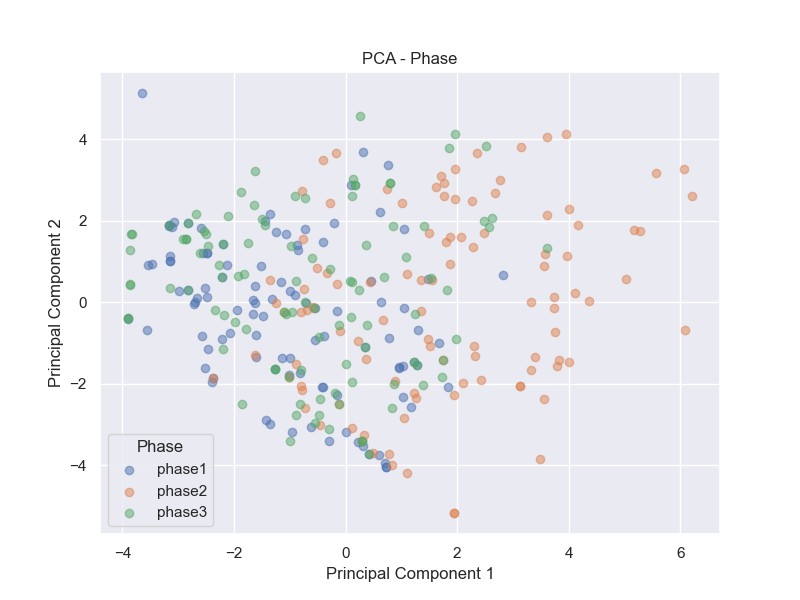 PCA - Phase
Principal Component 2
4
2
0
−2
−4
Phase
phase1
phase2
phase3
−4
−2
0
2
4
6
Principal Component 1